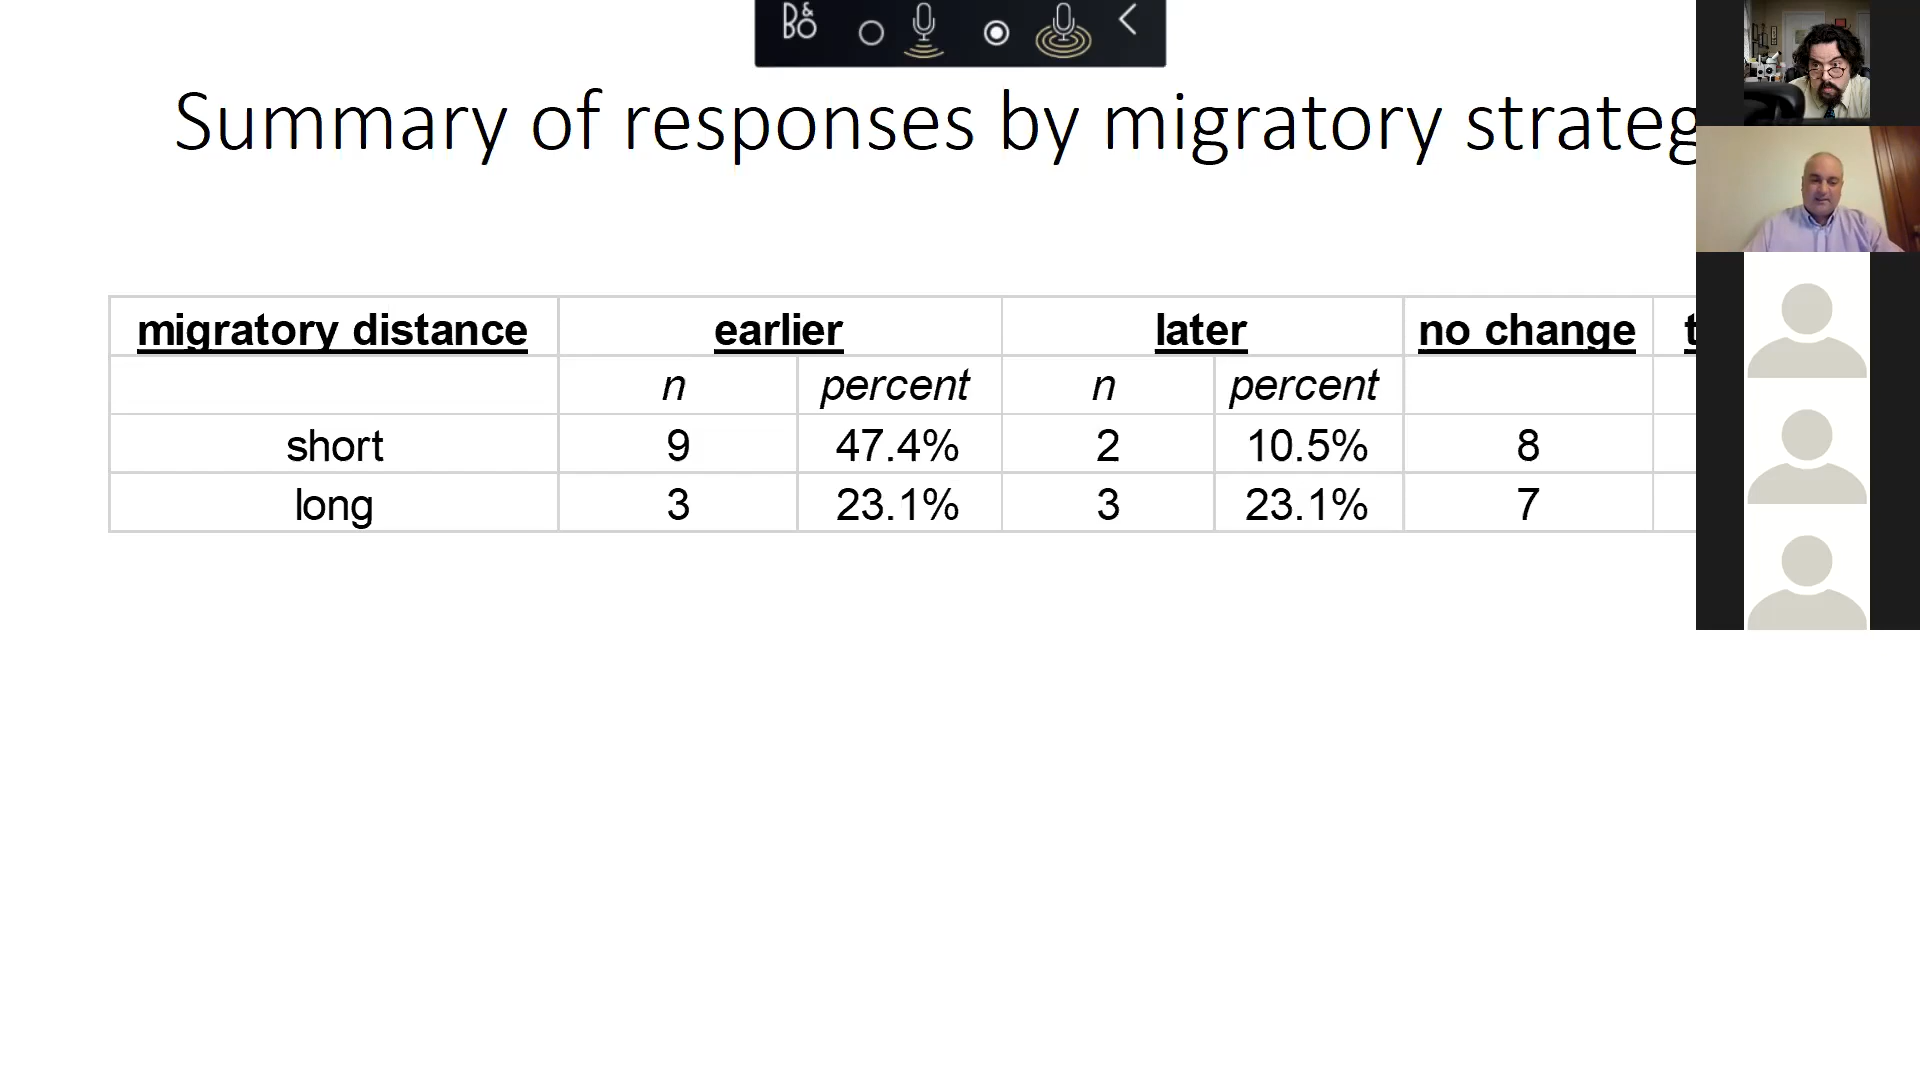 B&O
Summary of responses by migratory strateg
migratory distance earlier later no change t
n percent n percent
short 9 47.4% 2 10.5% 8
long 3 23.1% 3 23.1% 7